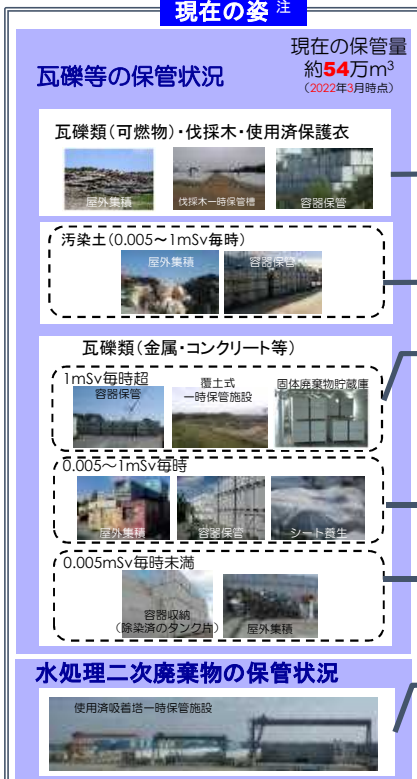 現在の姿 注
現在の保管量
約54万m³
(2022年3月時点)
瓦礫等の保管状況
瓦礫類(可燃物)・伐採木・使用済保護衣
屋外集積
伐採木一時保管槽
容器保管
汚染土(0.005~1mSv毎時)
屋外集積
容器保管
瓦礫類(金属・コンクリート等)
1mSv毎時超
容器保管
覆土式
一時保管施設
固体廃棄物貯蔵庫
0.005~1mSv毎時
屋外集積
容器保管
シート養生
0.005mSv毎時未満
容器収納
(除染済のタンク片)
屋外集積
水処理二次廃棄物の保管状況
使用済吸着塔一時保管施設